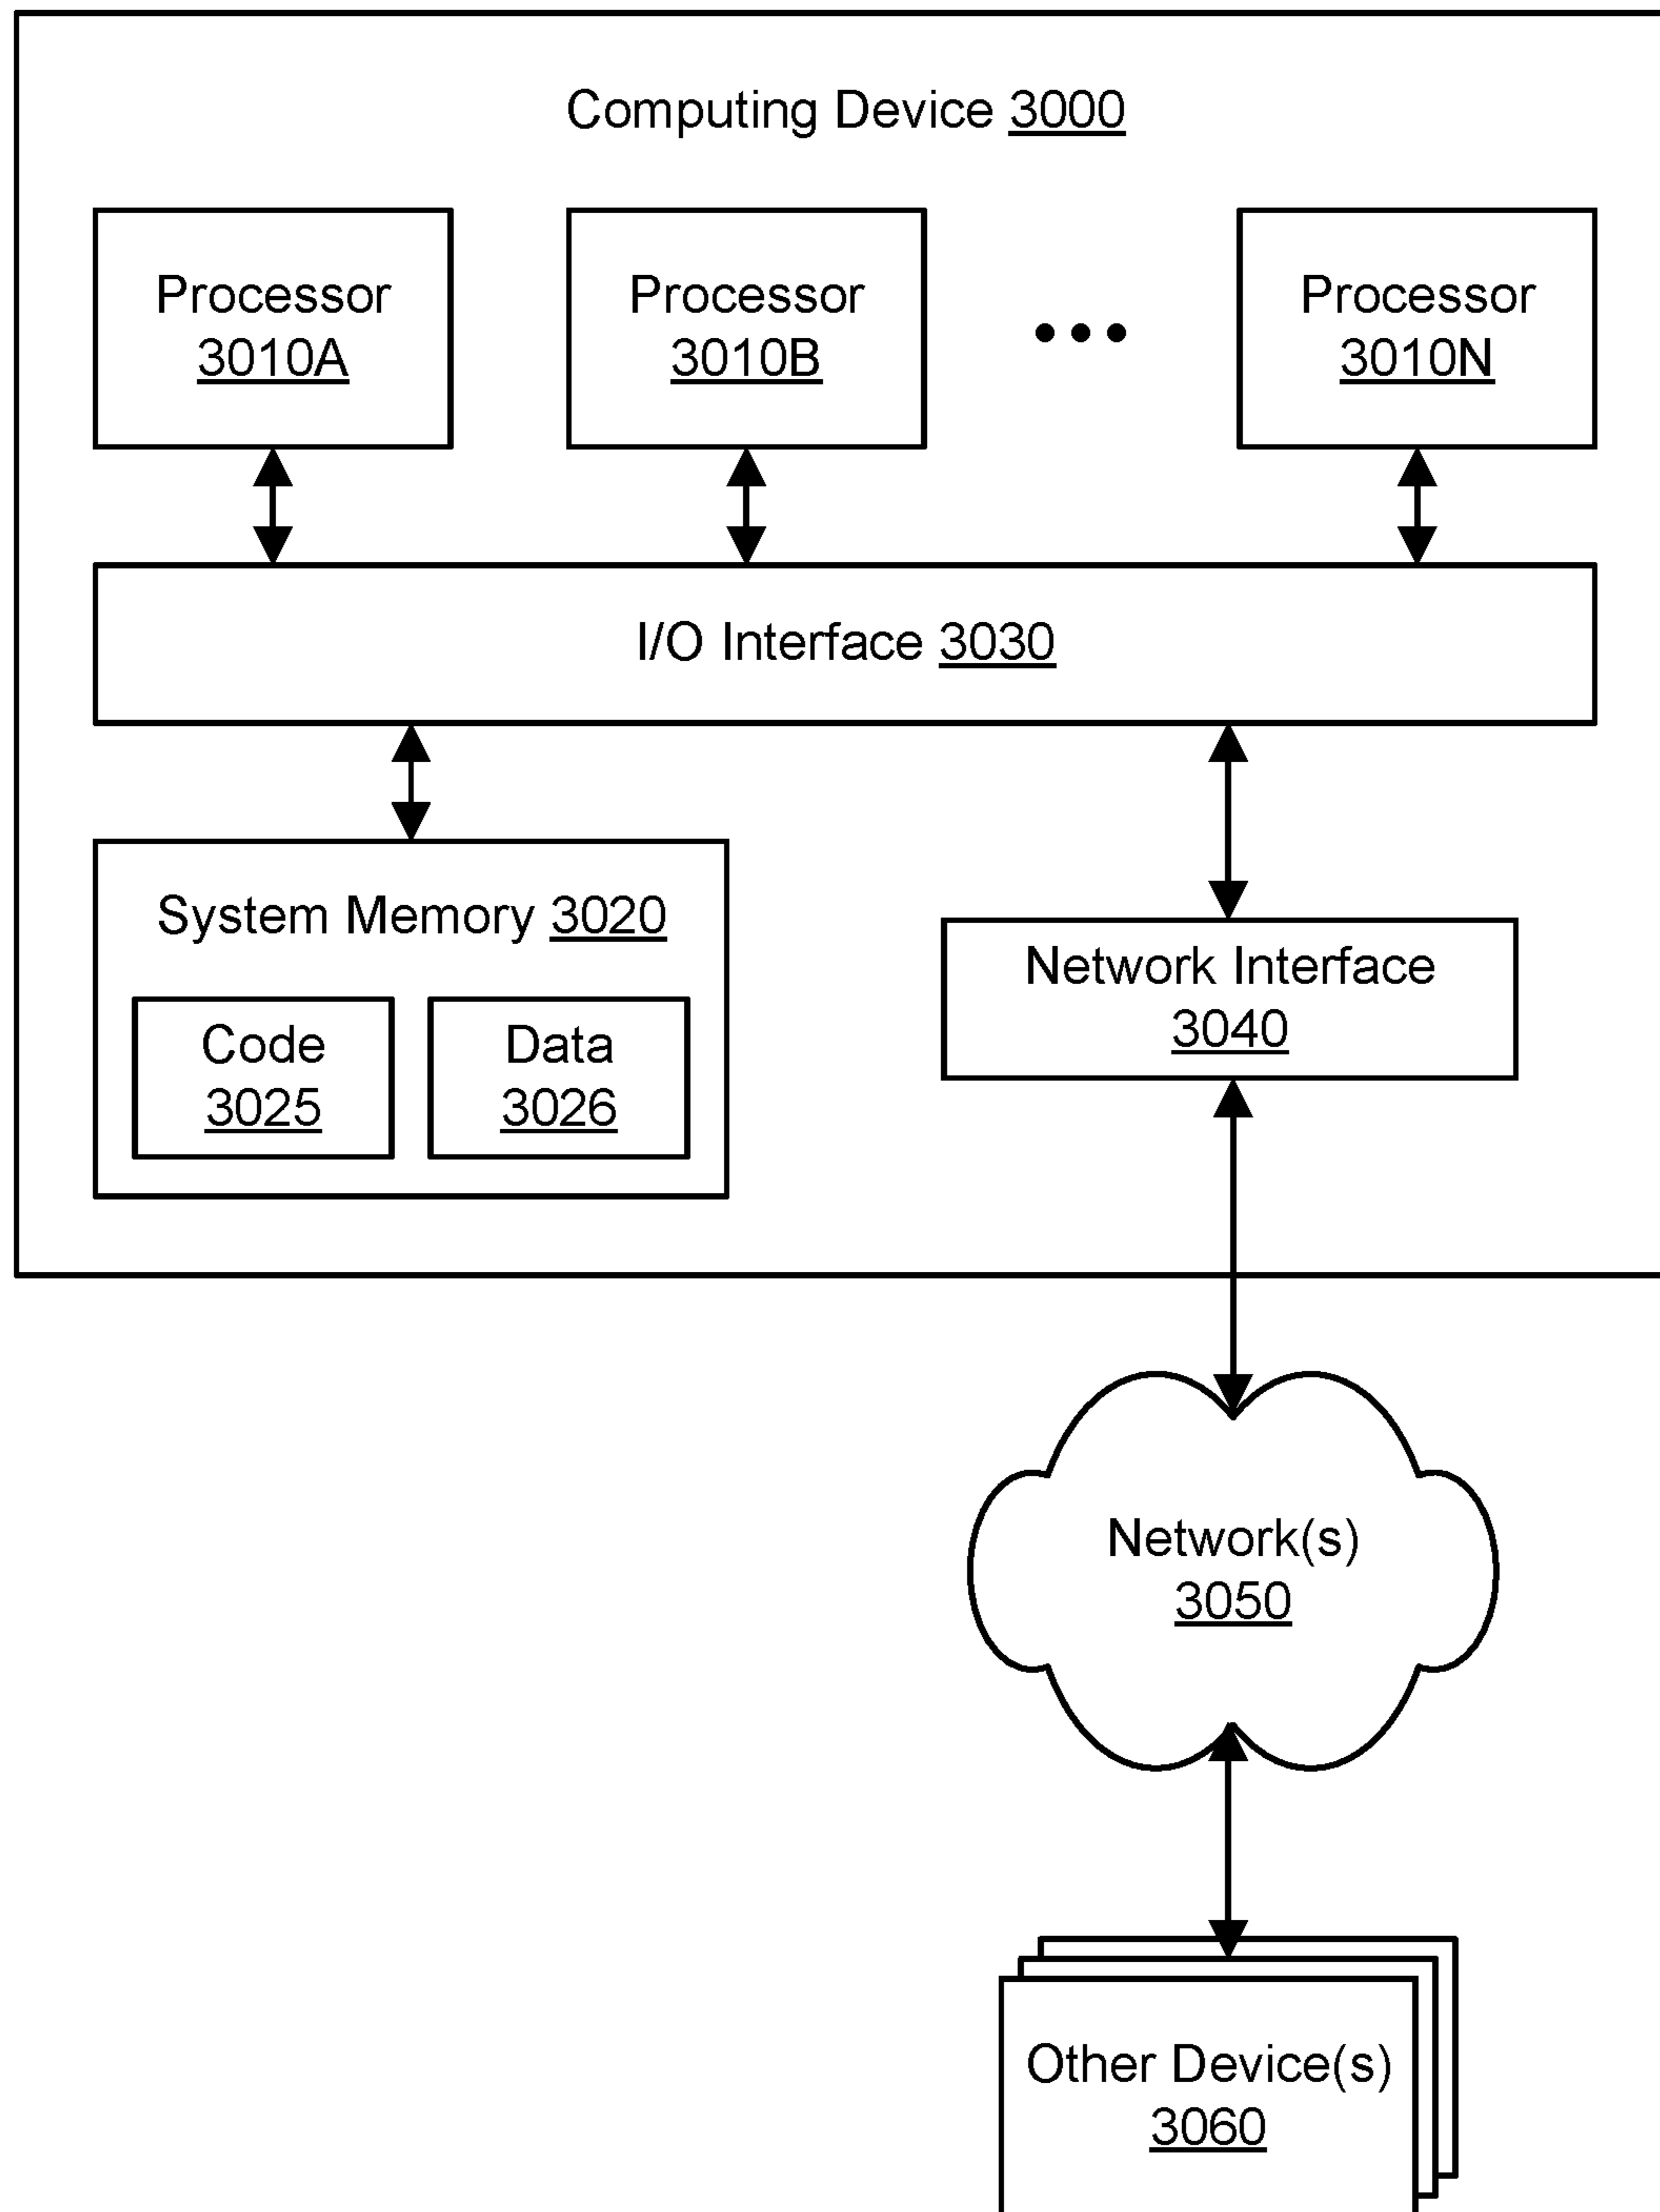 Computing Device 3000
Processor
3010A
Processor
3010B
Processor
3010N
I/O Interface 3030
System Memory 3020
Code
3025
Data
3026
Network Interface
3040
Network(s)
3050
Other Device(s)
3060